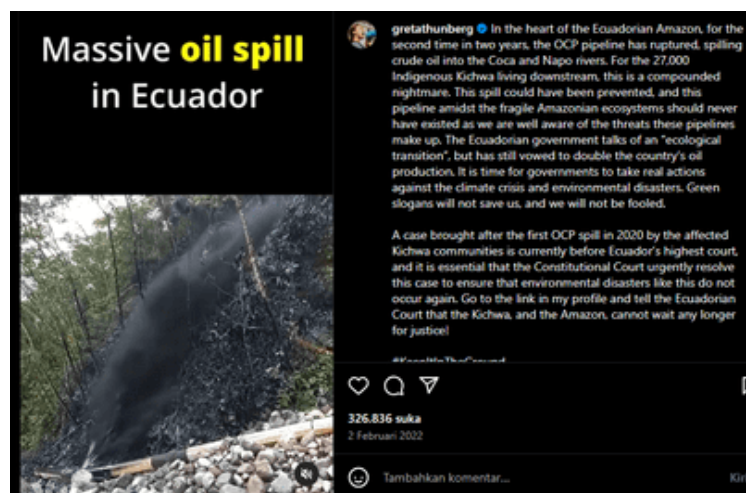 Massive oil spill
in Ecuador
gretathunberg In the heart of the Ecuadorian Amazon, for the
second time in two years, the OCP pipeline has ruptured, spilling
crude oil into the Coca and Napo rivers. For the 27,000
Indigenous Kichwa living downstream, this is a compounded
nightmare. This spill could have been prevented, and this
pipeline amidst the fragile Amazonian ecosystems should never
have existed as we are well aware of the threats these pipelines
make up. The Ecuadorian government talks of an "ecological
transition", but has still vowed to double the country's oil
production. It is time for governments to take real actions
against the climate crisis and environmental disasters. Green
slogans will not save us, and we will not be fooled.
A case brought after the first OCP spill in 2020 by the affected
Kichwa communities is currently before Ecuador's highest court,
and it is essential that the Constitutional Court urgently resolve
this case to ensure that environmental disasters like this do not
occur again. Go to the link in my profile and tell the Ecuadorian
Court that the Kichwa, and the Amazon, cannot wait any longer
for justice!
#KeepItInTheGround
326.836 suka
2 Februari 2022
Tambahkan komentar...